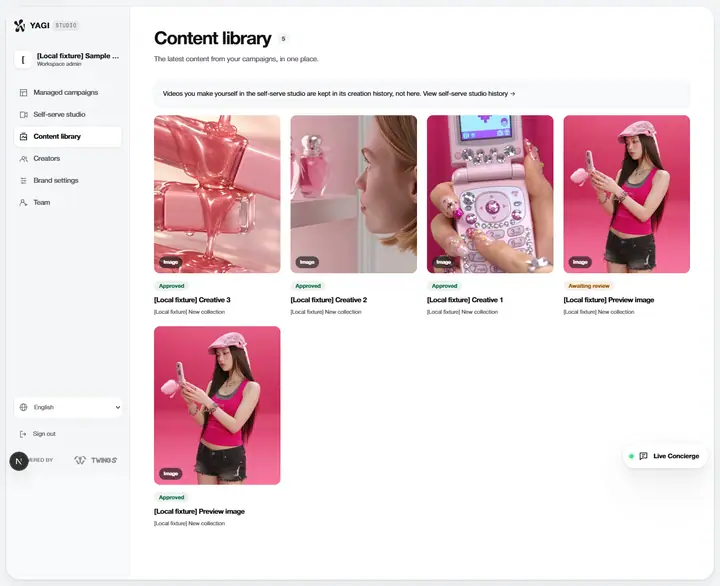 YAGI STUDIO
[
[Local fixture] Sample ...
Workspace admin
Managed campaigns
Self-serve studio
Content library
Creators
Brand settings
Team
English
Sign out
N
ERED BY
TWINGS
Content library 5
The latest content from your campaigns, in one place.
Videos you make yourself in the self-serve studio are kept in its creation history, not here. View self-serve studio history →
Image
Approved
[Local fixture] Creative 3
[Local fixture] New collection
Image
Approved
[Local fixture] Creative 2
[Local fixture] New collection
Image
Approved
[Local fixture] Creative 1
[Local fixture] New collection
Image
Awaiting review
[Local fixture] Preview image
[Local fixture] New collection
Image
Approved
[Local fixture] Preview image
[Local fixture] New collection
Live Concierge